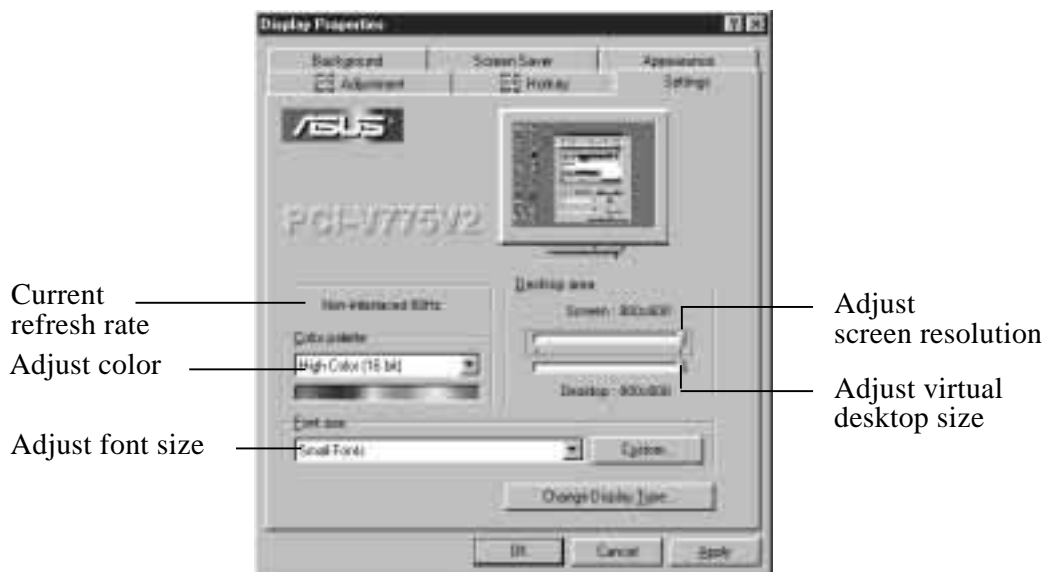 Display Properties
Background
Screen Saver
Appearance
Adjustment
Hotkey
Settings
ASUS
PCI-V775V2
Current
refresh rate
Non-interlaced 60Hz
Desktop area
Screen : 800x600
Adjust
screen resolution
Color palette
Adjust color
High Color (16 bit)
Desktop : 800x600
Adjust virtual
desktop size
Font size
Adjust font size
Small Fonts
Custom...
Change Display Type...
OK
Cancel
Apply